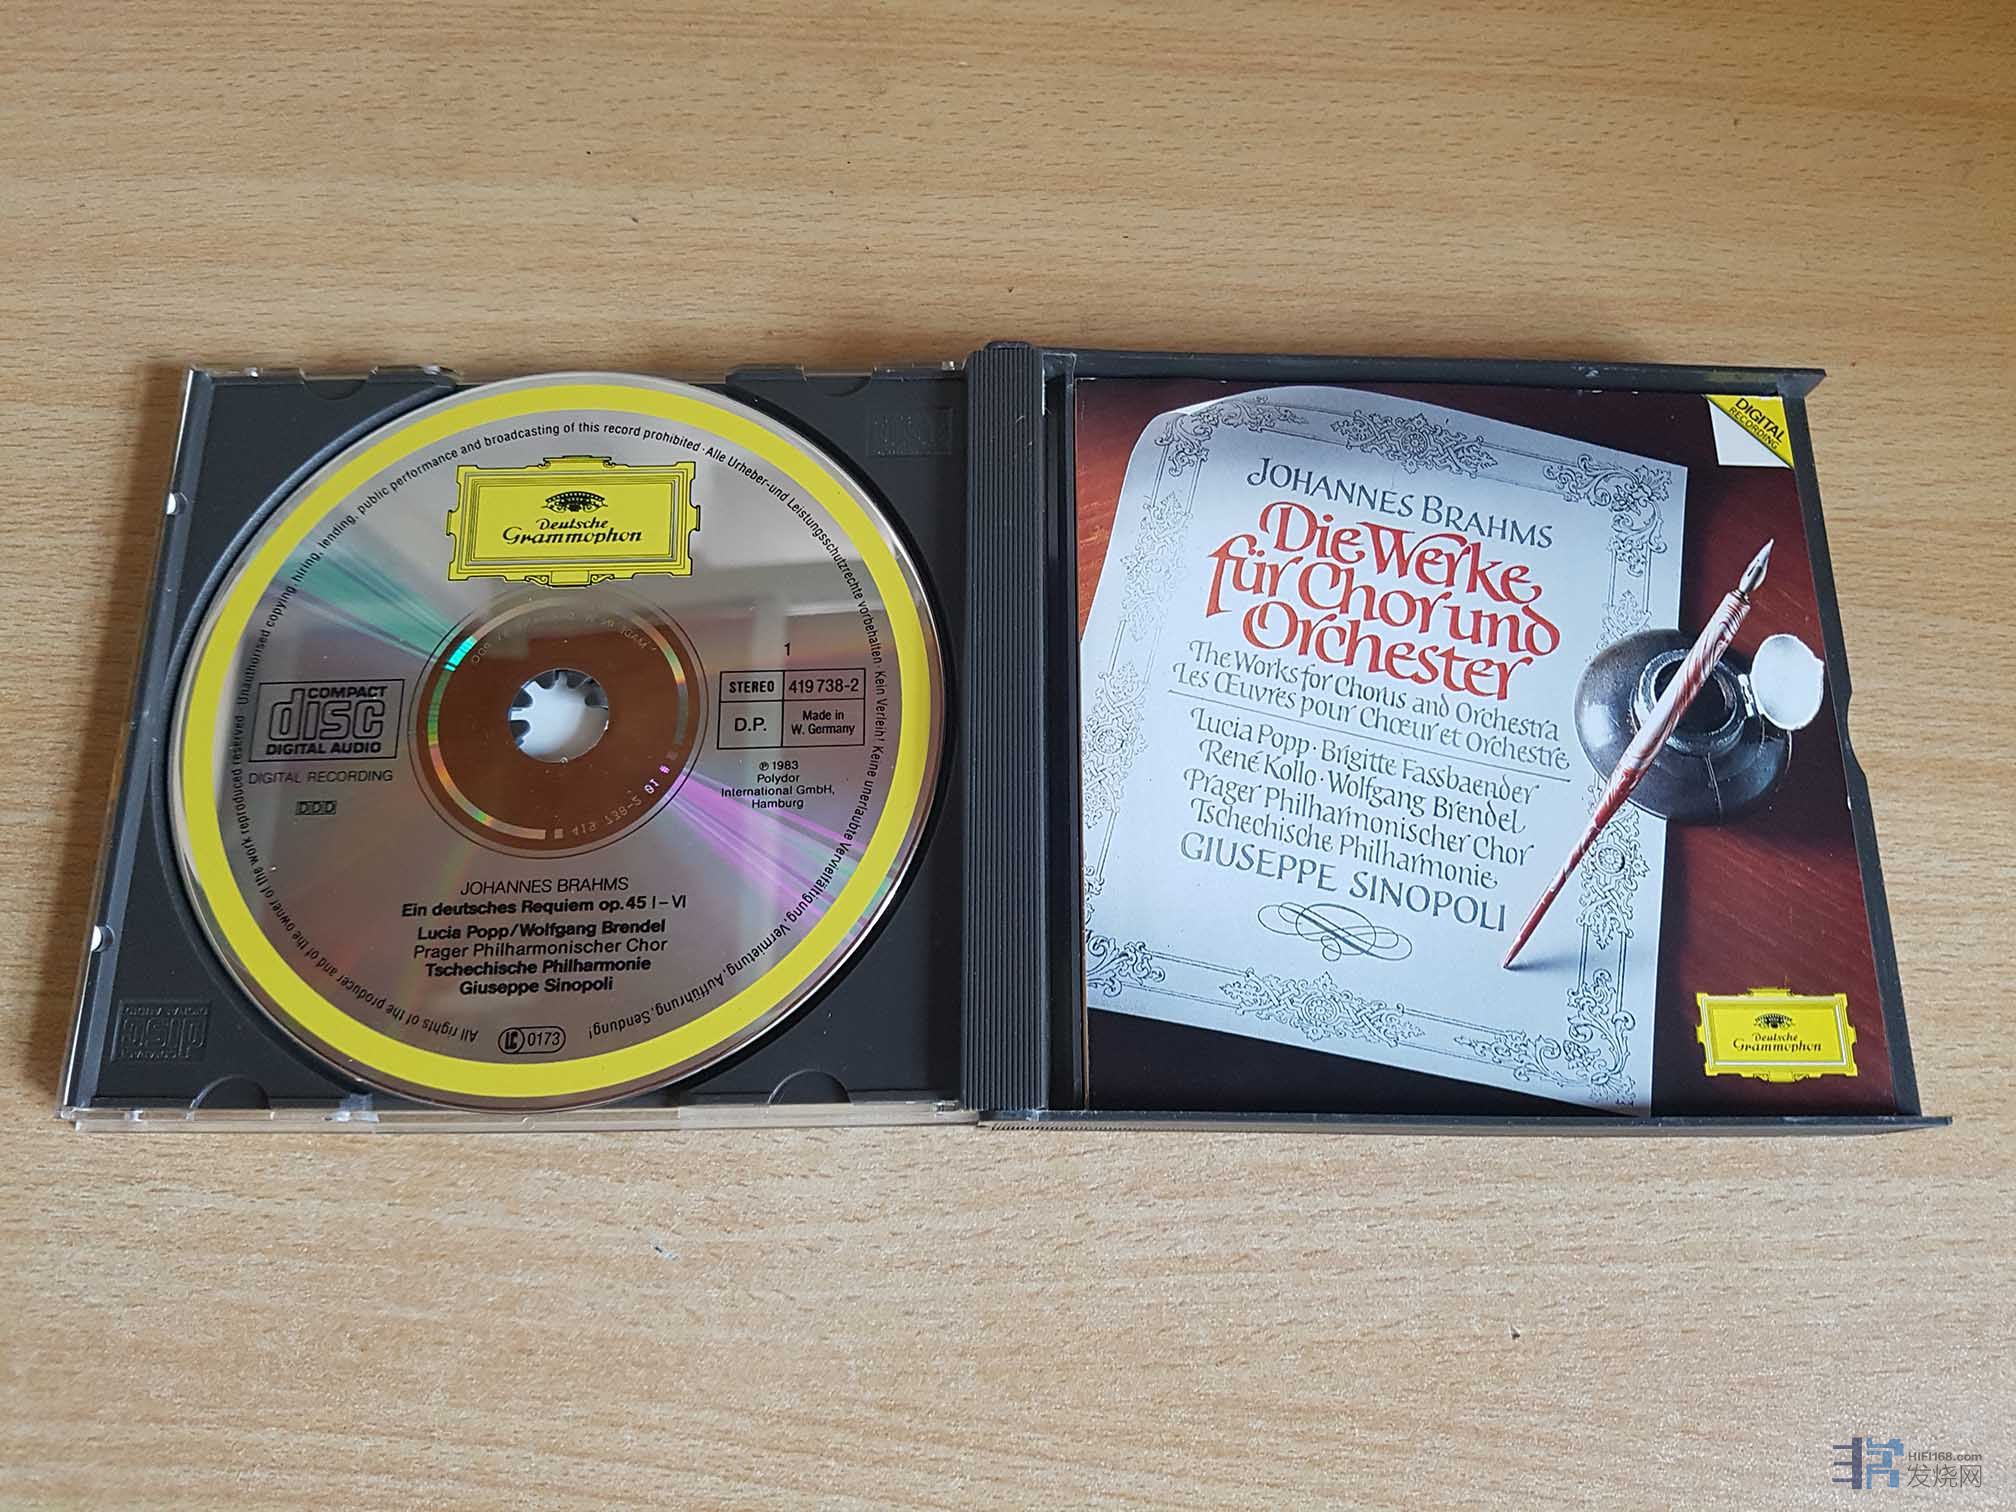 All rights of the producer and of the owner of the work reproduced reserved · Unauthorised copying, hiring, lending, public performance and broadcasting of this record prohibited · Alle Urheber- und Leistungsschutzrechte vorbehalten · Kein Verleih! Keine unerlaubte Vervielfältigung, Vermietung, Aufführung, Sendung!
Deutsche
Grammophon
COMPACT
disc
DIGITAL AUDIO
DIGITAL RECORDING
DDD
1
STEREO
419 738-2
D.P.
Made in
W. Germany
℗ 1983
Polydor
International GmbH,
Hamburg
419 738-2 01 #
JOHANNES BRAHMS
Ein deutsches Requiem op. 45 I – VI
Lucia Popp/Wolfgang Brendel
Prager Philharmonischer Chor
Tschechische Philharmonie
Giuseppe Sinopoli
LC 0173
DIGITAL
RECORDING
JOHANNES BRAHMS
Die Werke
für Chor und
Orchester
The Works for Chorus and Orchestra
Les Œuvres pour Chœur et Orchestre
Lucia Popp · Brigitte Fassbaender
René Kollo · Wolfgang Brendel
Prager Philharmonischer Chor
Tschechische Philharmonie
GIUSEPPE SINOPOLI
Deutsche
Grammophon
HIFI168.com
发烧网